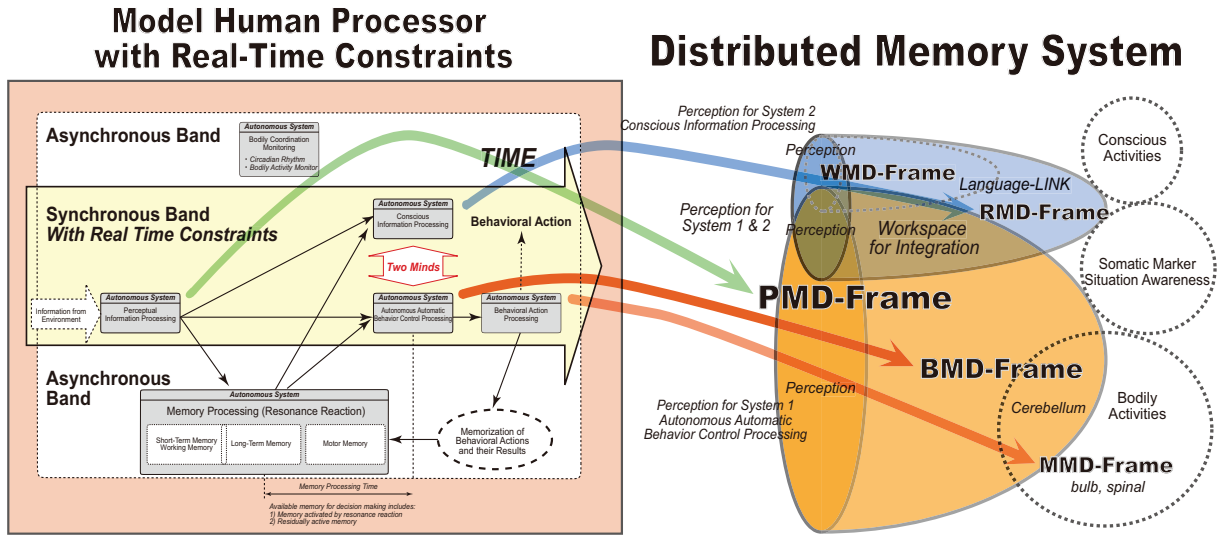 Model Human Processor
with Real-Time Constraints
Asynchronous Band
Autonomous System
Bodily Coordination
Monitoring
・Circadian Rhythm
・Bodily Activity Monitor
TIME
Synchronous Band
With Real Time Constraints
Autonomous System
Conscious
Information Processing
Behavioral Action
Two Minds
Information from
Environment
Autonomous System
Perceptual
Information Processing
Autonomous System
Autonomous Automatic
Behavior Control Processing
Autonomous System
Behavioral Action
Processing
Asynchronous
Band
Autonomous System
Memory Processing (Resonance Reaction)
Short-Term Memory
Working Memory
Long-Term Memory
Motor Memory
Memorization of
Behavioral Actions
and their Results
Memory Processing Time
Available memory for decision making includes:
1) Memory activated by resonance reaction
2) Residually active memory
Distributed Memory System
Perception for System 2
Conscious Information Processing
Perception
WMD-Frame
Language-LINK
RMD-Frame
Perception for
System 1 & 2
Perception
Workspace
for Integration
PMD-Frame
BMD-Frame
Perception
Perception for System 1
Autonomous Automatic
Behavior Control Processing
Cerebellum
MMD-Frame
bulb, spinal
Conscious
Activities
Somatic Marker
Situation Awareness
Bodily
Activities